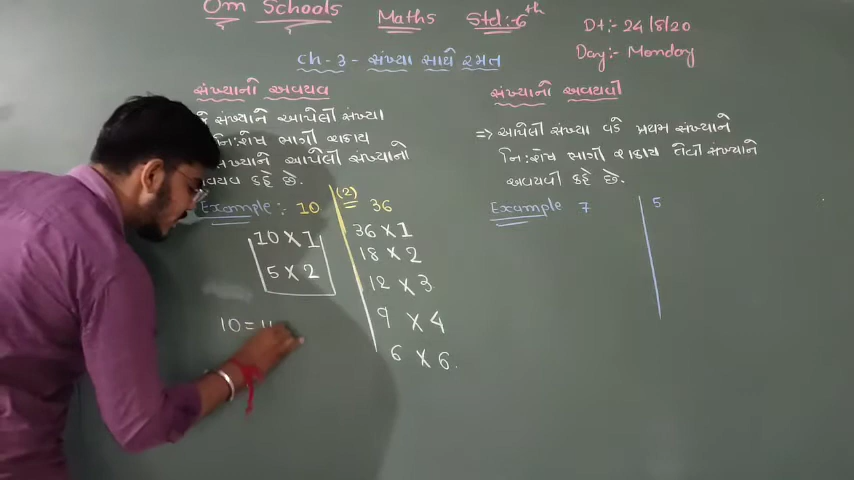 Om Schools Maths Std:-6th
Dt:- 24/8/20
Day:- Monday
Ch-3- સંખ્યા સાથે રમત
સંખ્યાનો અવયવ
સંખ્યાને આપેલી સંખ્યા
નિ:શેષ ભાગી શકાય
સંખ્યાને આપેલી સંખ્યાનો
અવયવ કહે છે.
Example:- 10
10 X 1
5 X 2
10 =
(2) 36
36 X 1
18 X 2
12 X 3
9 X 4
6 X 6.
સંખ્યાનો અવયવી
=> આપેલી સંખ્યા વડે પ્રથમ સંખ્યાને
નિ:શેષ ભાગી શકાય તેવી સંખ્યાને
અવયવી કહે છે.
Example 7
5